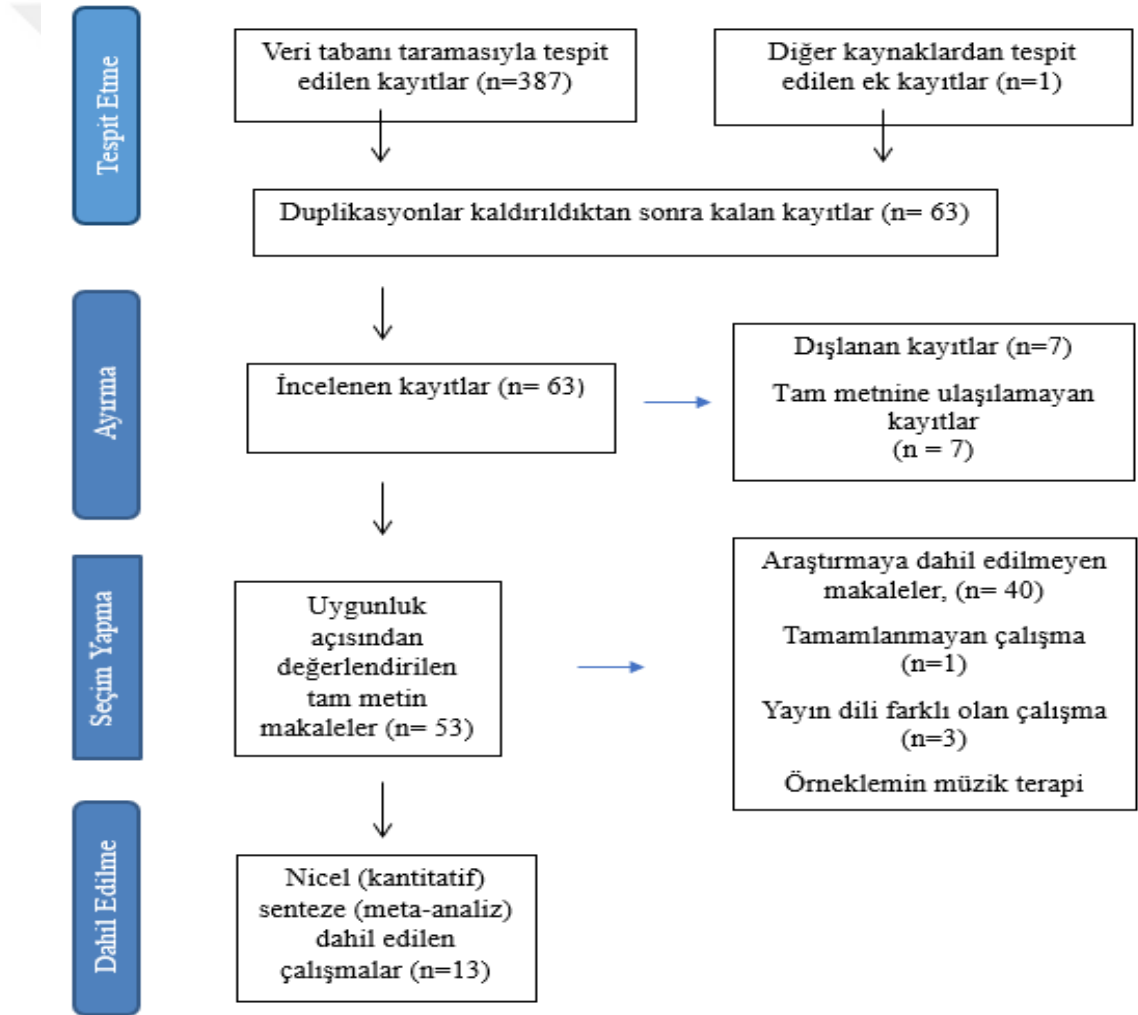 Tespit Etme
Veri tabanı taramasıyla tespit
edilen kayıtlar (n=387)
Diğer kaynaklardan tespit
edilen ek kayıtlar (n=1)
Duplikasyonlar kaldırıldıktan sonra kalan kayıtlar (n= 63)
Ayırma
İncelenen kayıtlar (n= 63)
Dışlanan kayıtlar (n=7)
Tam metnine ulaşılamayan
kayıtlar
(n = 7)
Seçim Yapma
Uygunluk
açısından
değerlendirilen
tam metin
makaleler (n= 53)
Araştırmaya dahil edilmeyen
makaleler, (n= 40)
Tamamlanmayan çalışma
(n=1)
Yayın dili farklı olan çalışma
(n=3)
Örneklemin müzik terapi
Dahil Edilme
Nicel (kantitatif)
senteze (meta-analiz)
dahil edilen
çalışmalar (n=13)